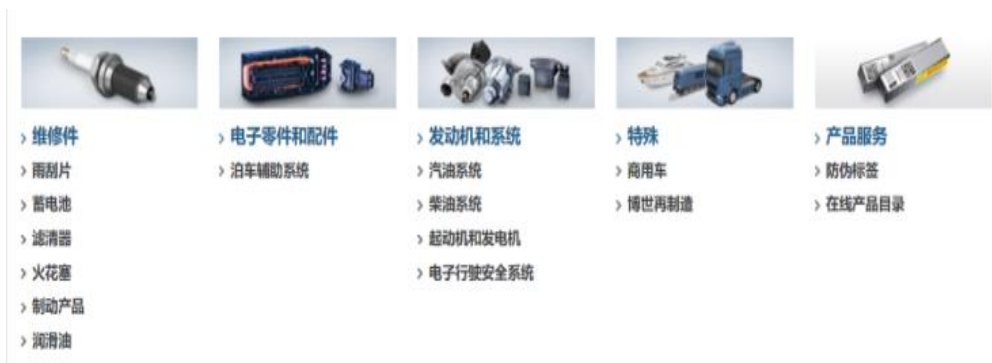 维修件
雨刮片
蓄电池
滤清器
火花塞
制动产品
润滑油
电子零件和配件
泊车辅助系统
发动机和系统
汽油系统
柴油系统
起动机和发电机
电子行驶安全系统
特殊
商用车
博世再制造
产品服务
防伪标签
在线产品目录